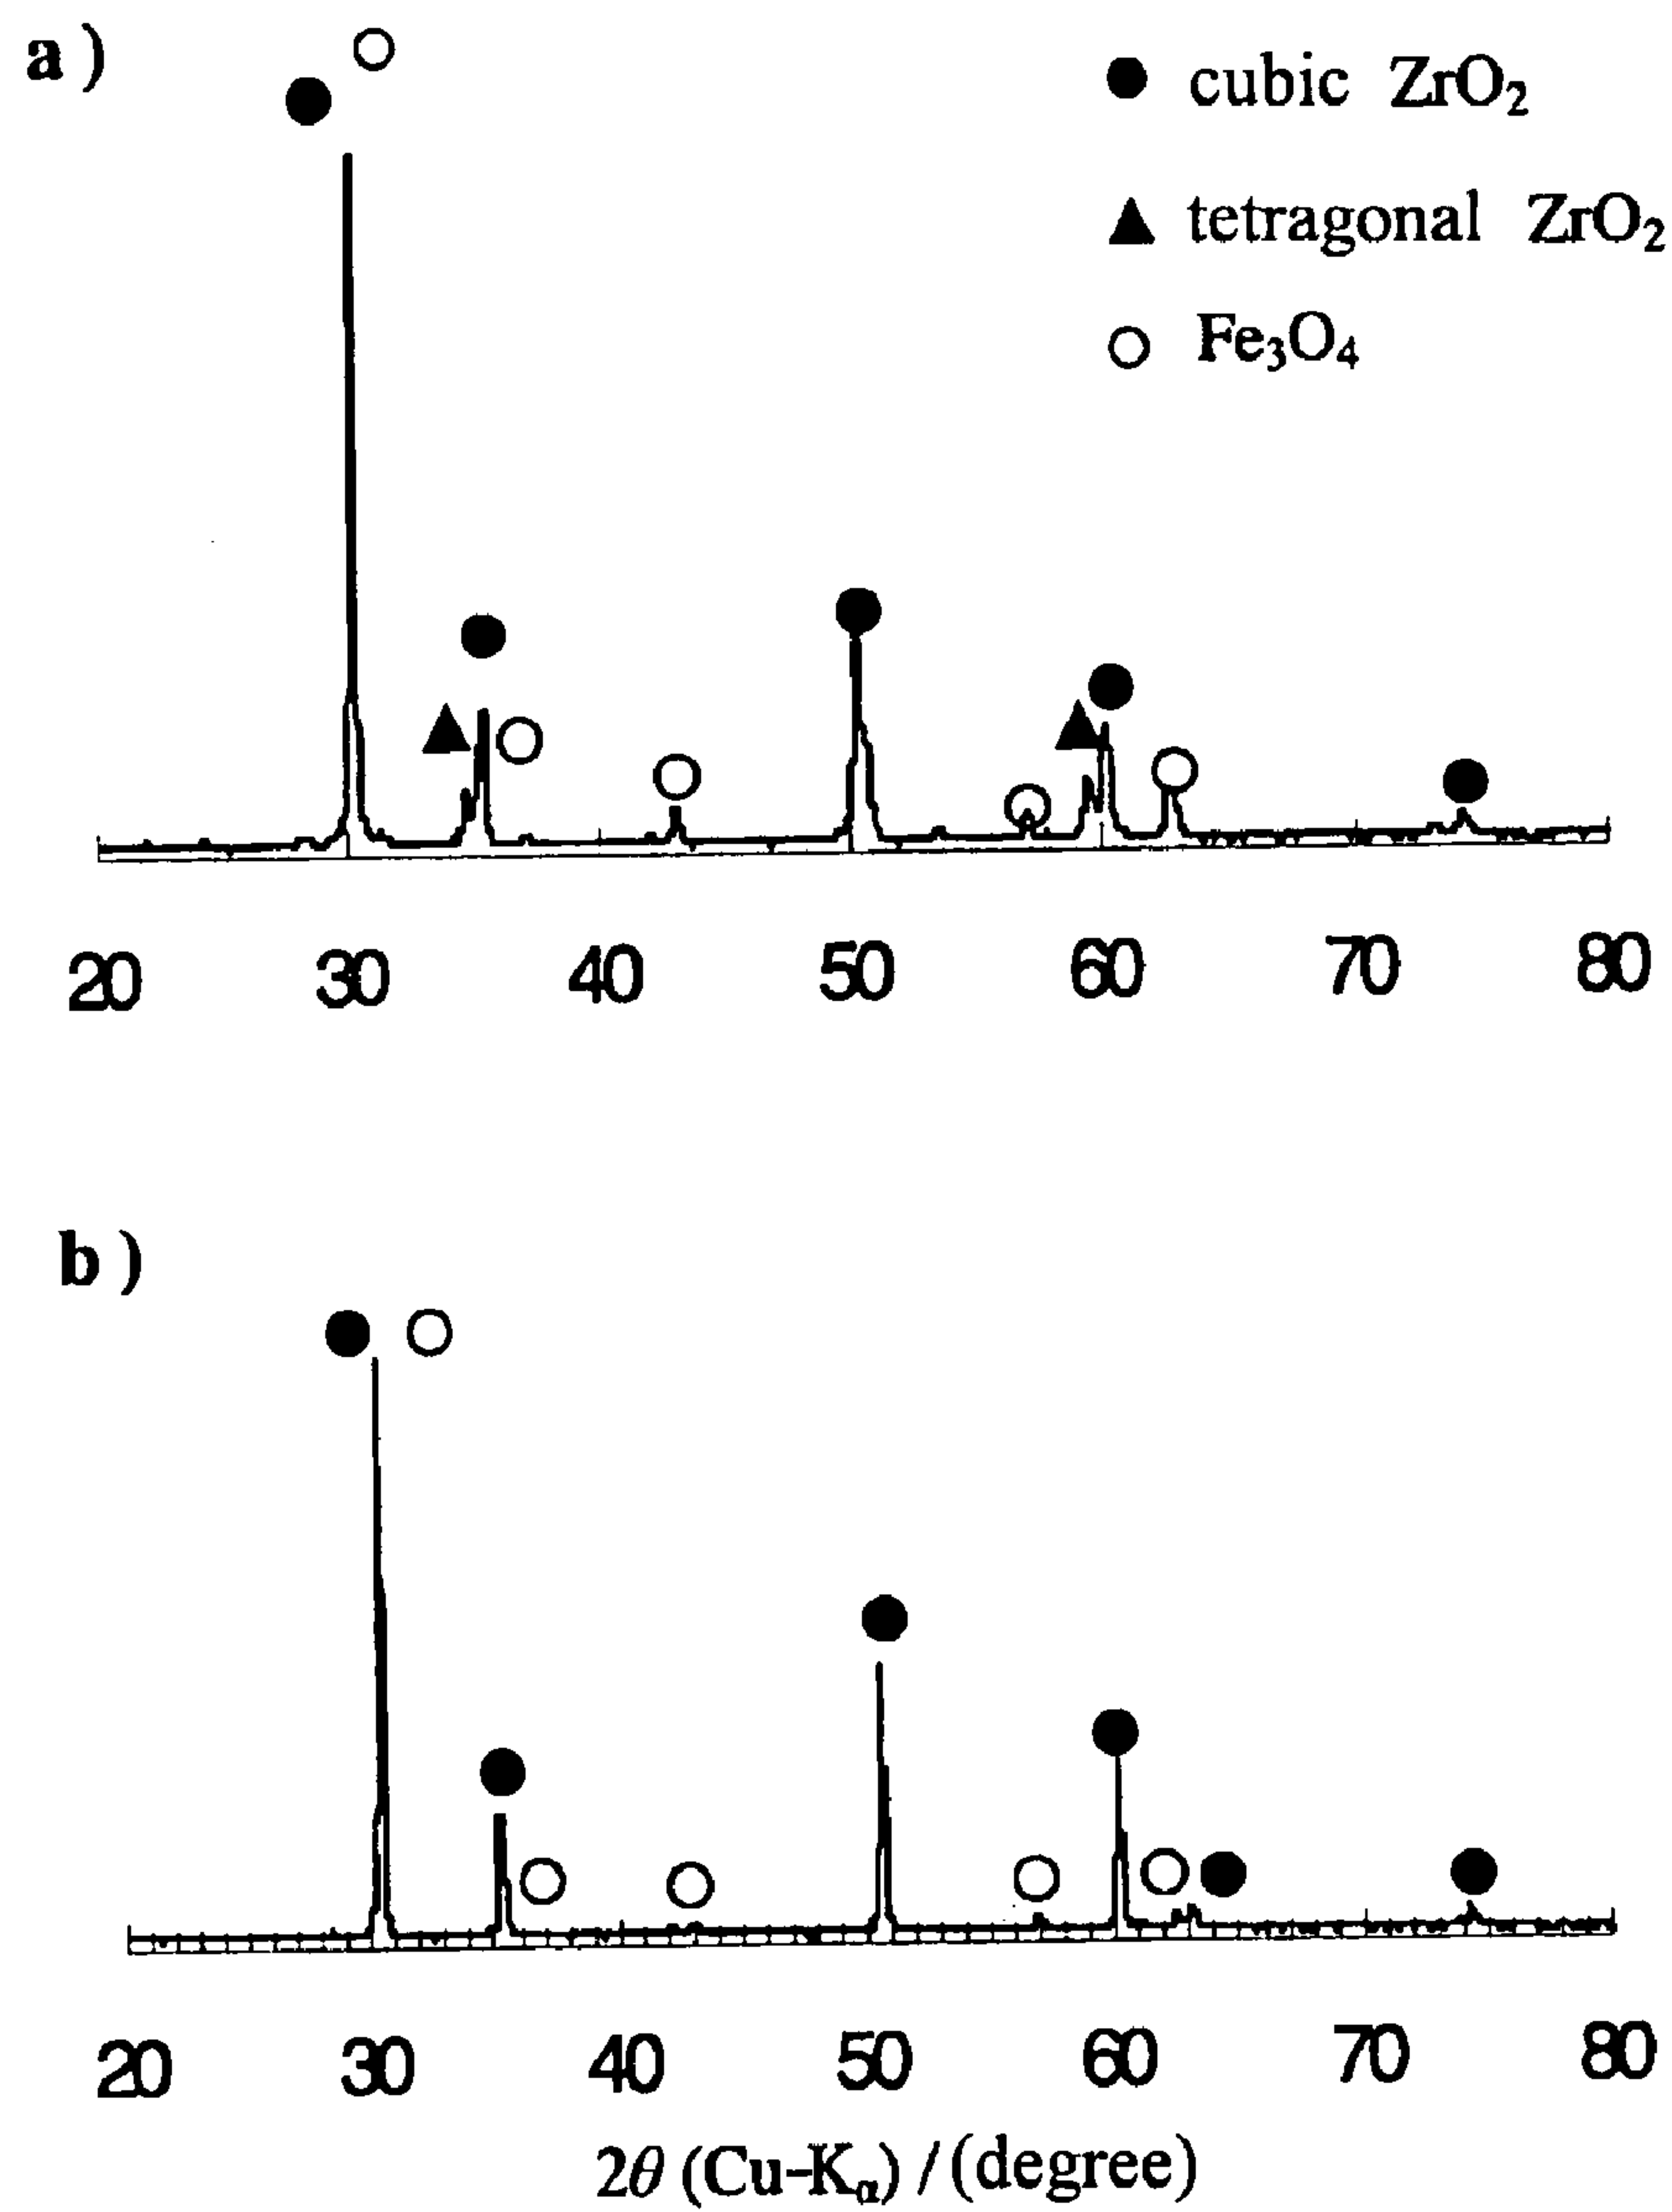 a)
● cubic ZrO₂
▲ tetragonal ZrO₂
○ Fe₃O₄
20 30 40 50 60 70 80
b)
20 30 40 50 60 70 80
2θ (Cu-Kα) / (degree)